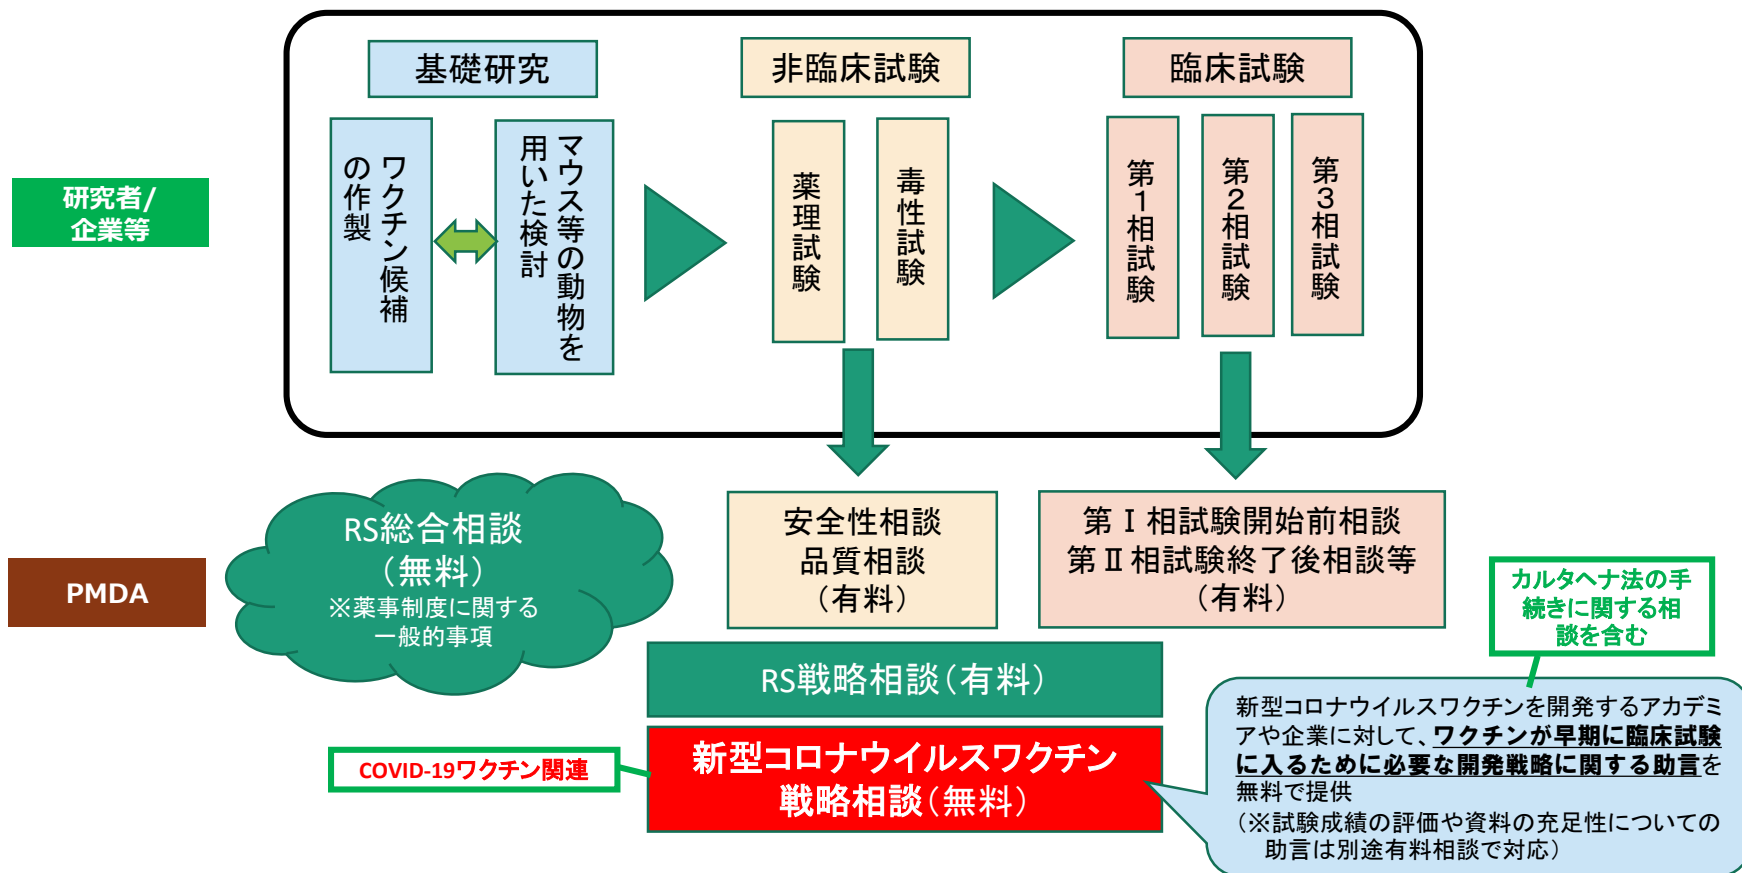 基礎研究
非臨床試験
臨床試験
研究者/
企業等
ワクチン候補
の作製
マウス等の動物を
用いた検討
薬理試験
毒性試験
第1相試験
第2相試験
第3相試験
PMDA
RS総合相談
（無料）
※薬事制度に関する
一般的事項
安全性相談
品質相談
（有料）
第Ⅰ相試験開始前相談
第Ⅱ相試験終了後相談等
（有料）
カルタヘナ法の手
続きに関する相
談を含む
RS戦略相談（有料）
COVID-19ワクチン関連
新型コロナウイルスワクチン
戦略相談（無料）
新型コロナウイルスワクチンを開発するアカデミ
アや企業に対して、ワクチンが早期に臨床試験
に入るために必要な開発戦略に関する助言を
無料で提供
（※試験成績の評価や資料の充足性についての
助言は別途有料相談で対応）